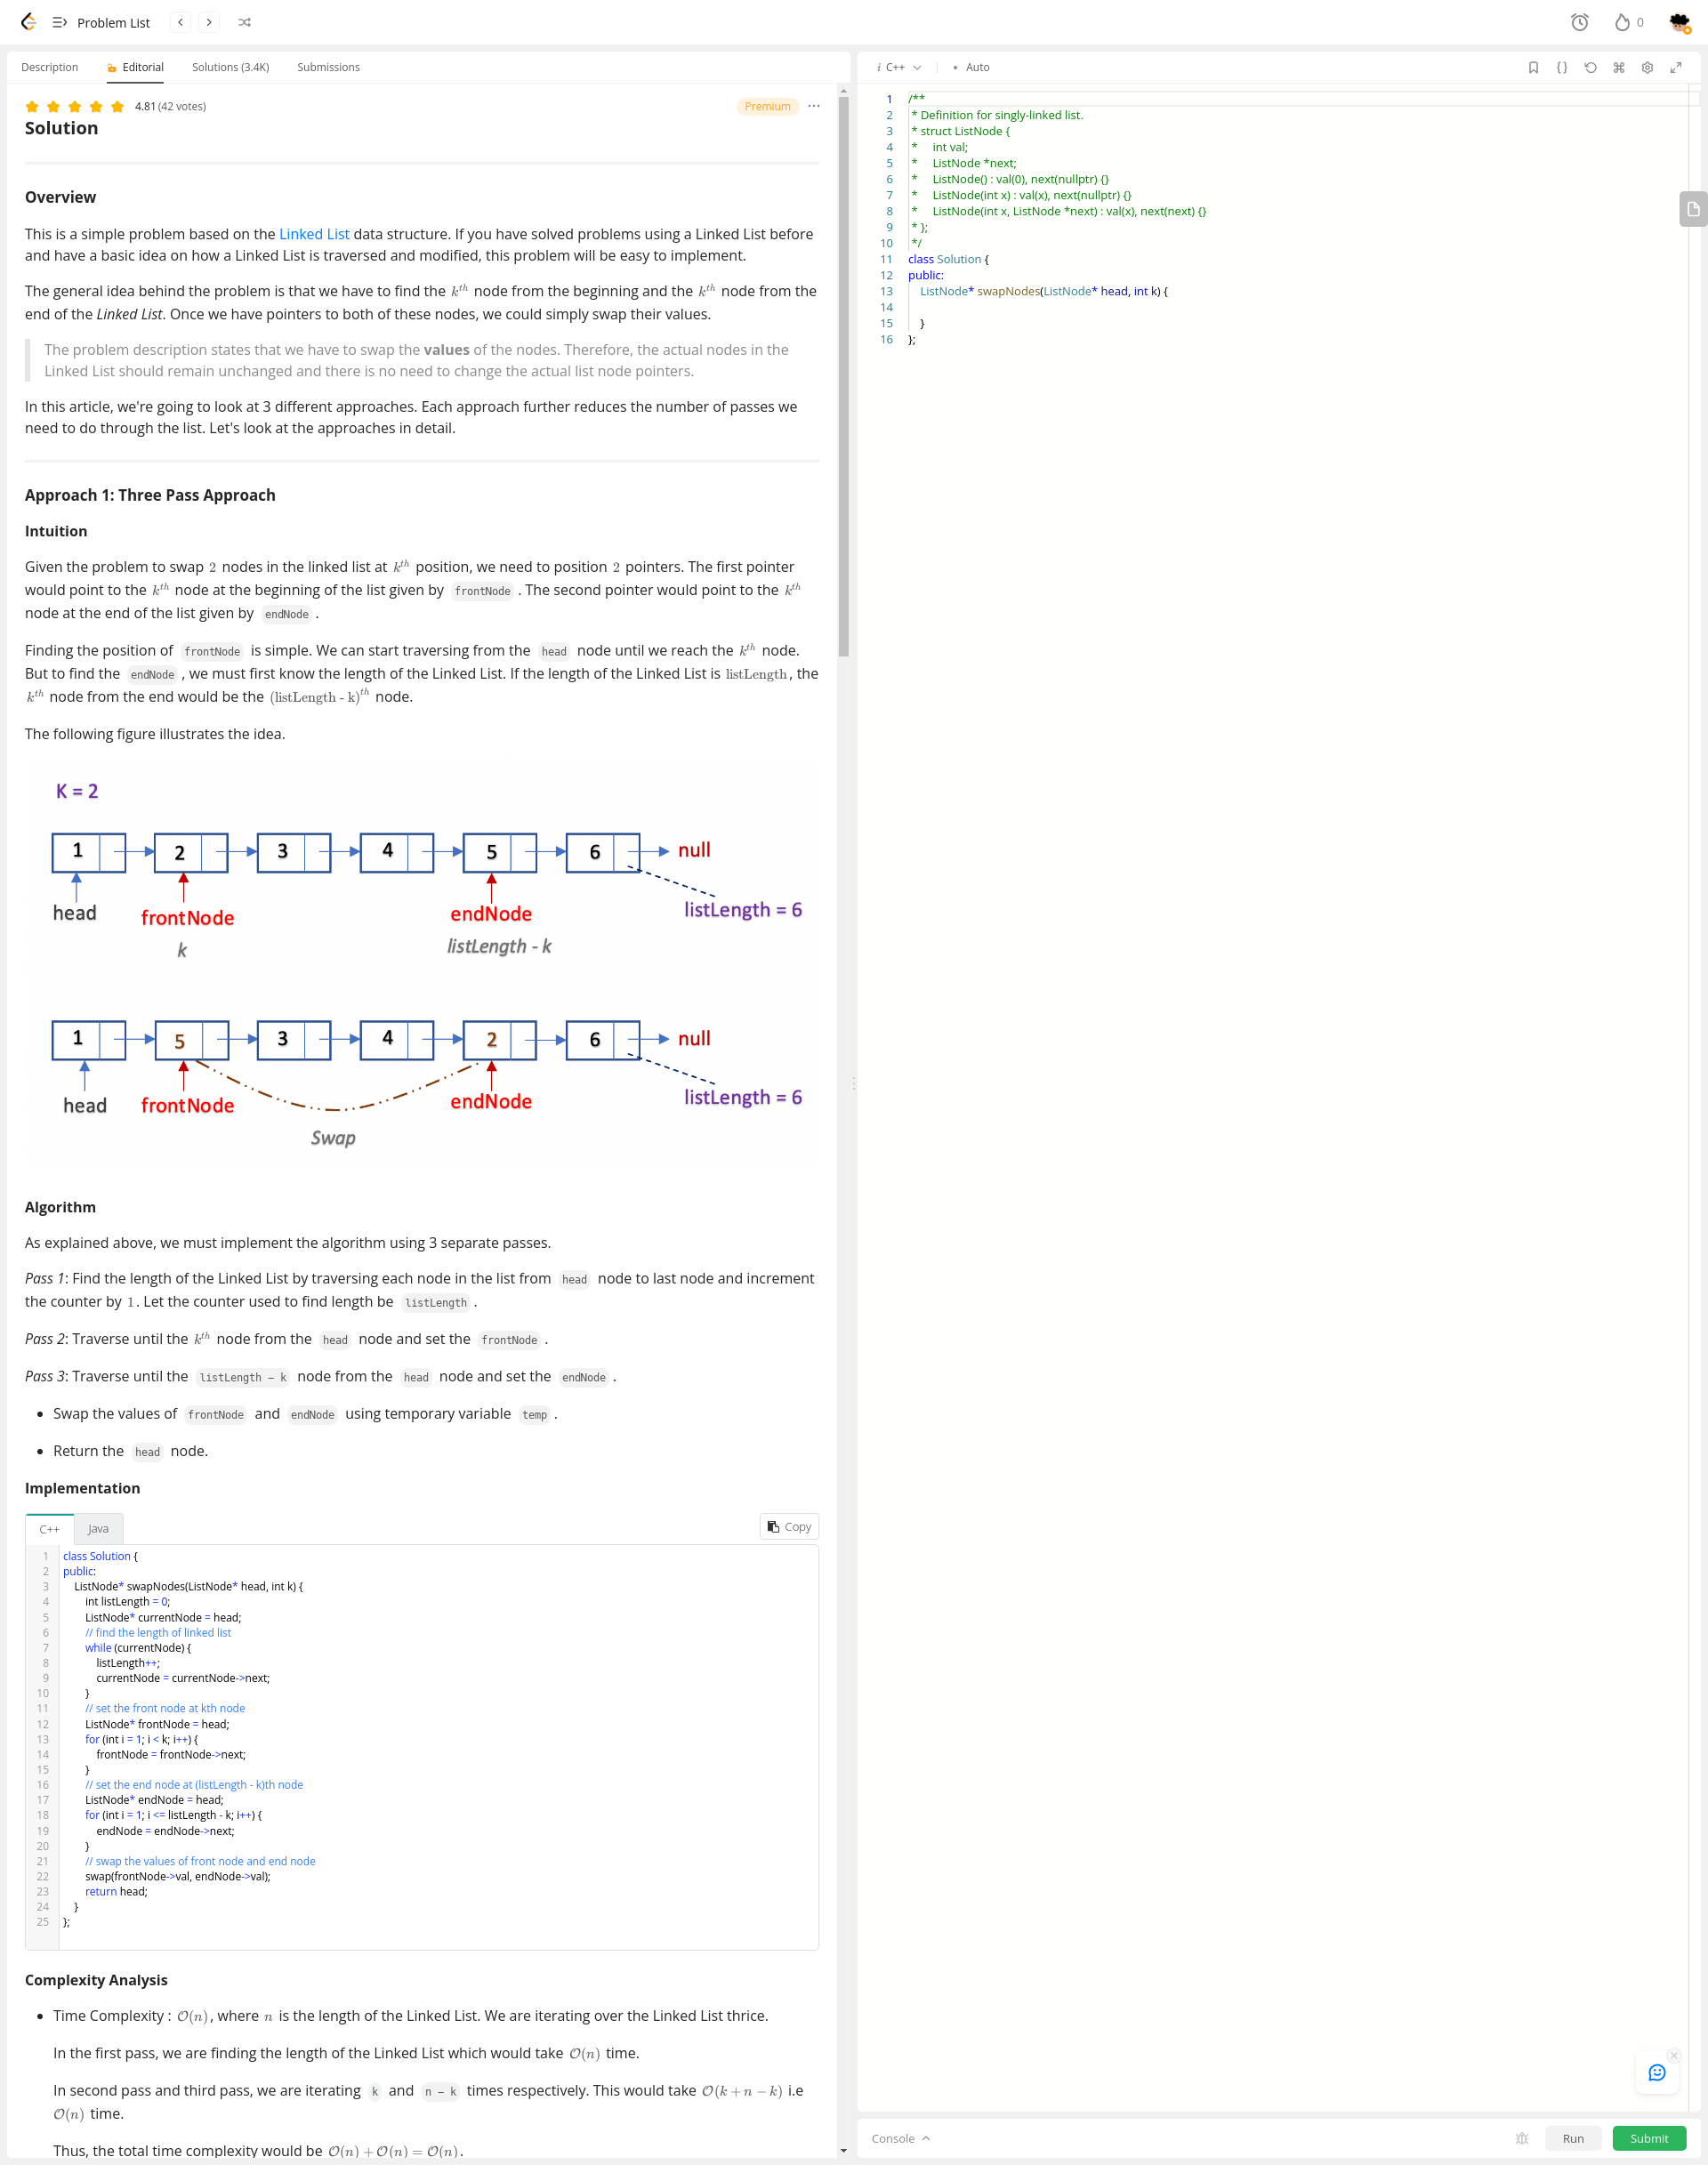 Problem List
0
Description Editorial Solutions (3.4K) Submissions
4.81 (42 votes) Premium
Solution
Overview
This is a simple problem based on the Linked List data structure. If you have solved problems using a Linked List before
and have a basic idea on how a Linked List is traversed and modified, this problem will be easy to implement.
The general idea behind the problem is that we have to find the kth node from the beginning and the kth node from the
end of the Linked List. Once we have pointers to both of these nodes, we could simply swap their values.
The problem description states that we have to swap the values of the nodes. Therefore, the actual nodes in the
Linked List should remain unchanged and there is no need to change the actual list node pointers.
In this article, we're going to look at 3 different approaches. Each approach further reduces the number of passes we
need to do through the list. Let's look at the approaches in detail.
Approach 1: Three Pass Approach
Intuition
Given the problem to swap 2 nodes in the linked list at kth position, we need to position 2 pointers. The first pointer
would point to the kth node at the beginning of the list given by frontNode . The second pointer would point to the kth
node at the end of the list given by endNode .
Finding the position of frontNode is simple. We can start traversing from the head node until we reach the kth node.
But to find the endNode , we must first know the length of the Linked List. If the length of the Linked List is listLength, the
kth node from the end would be the (listLength - k)th node.
The following figure illustrates the idea.
K = 2
1 2 3 4 5 6 null
head frontNode endNode listLength = 6
k listLength - k
1 5 3 4 2 6 null
head frontNode endNode listLength = 6
Swap
Algorithm
As explained above, we must implement the algorithm using 3 separate passes.
Pass 1: Find the length of the Linked List by traversing each node in the list from head node to last node and increment
the counter by 1. Let the counter used to find length be listLength .
Pass 2: Traverse until the kth node from the head node and set the frontNode .
Pass 3: Traverse until the listLength - k node from the head node and set the endNode .
• Swap the values of frontNode and endNode using temporary variable temp .
• Return the head node.
Implementation
C++ Java Copy
1 class Solution {
2 public:
3 ListNode* swapNodes(ListNode* head, int k) {
4 int listLength = 0;
5 ListNode* currentNode = head;
6 // find the length of linked list
7 while (currentNode) {
8 listLength++;
9 currentNode = currentNode->next;
10 }
11 // set the front node at kth node
12 ListNode* frontNode = head;
13 for (int i = 1; i < k; i++) {
14 frontNode = frontNode->next;
15 }
16 // set the end node at (listLength - k)th node
17 ListNode* endNode = head;
18 for (int i = 1; i <= listLength - k; i++) {
19 endNode = endNode->next;
20 }
21 // swap the values of front node and end node
22 swap(frontNode->val, endNode->val);
23 return head;
24 }
25 };
Complexity Analysis
• Time Complexity : O(n), where n is the length of the Linked List. We are iterating over the Linked List thrice.
In the first pass, we are finding the length of the Linked List which would take O(n) time.
In second pass and third pass, we are iterating k and n - k times respectively. This would take O(k + n − k) i.e
O(n) time.
Thus, the total time complexity would be O(n) + O(n) = O(n).
i C++ • Auto
1 /**
2 * Definition for singly-linked list.
3 * struct ListNode {
4 * int val;
5 * ListNode *next;
6 * ListNode() : val(0), next(nullptr) {}
7 * ListNode(int x) : val(x), next(nullptr) {}
8 * ListNode(int x, ListNode *next) : val(x), next(next) {}
9 * };
10 */
11 class Solution {
12 public:
13 ListNode* swapNodes(ListNode* head, int k) {
14
15 }
16 };
Console Run Submit